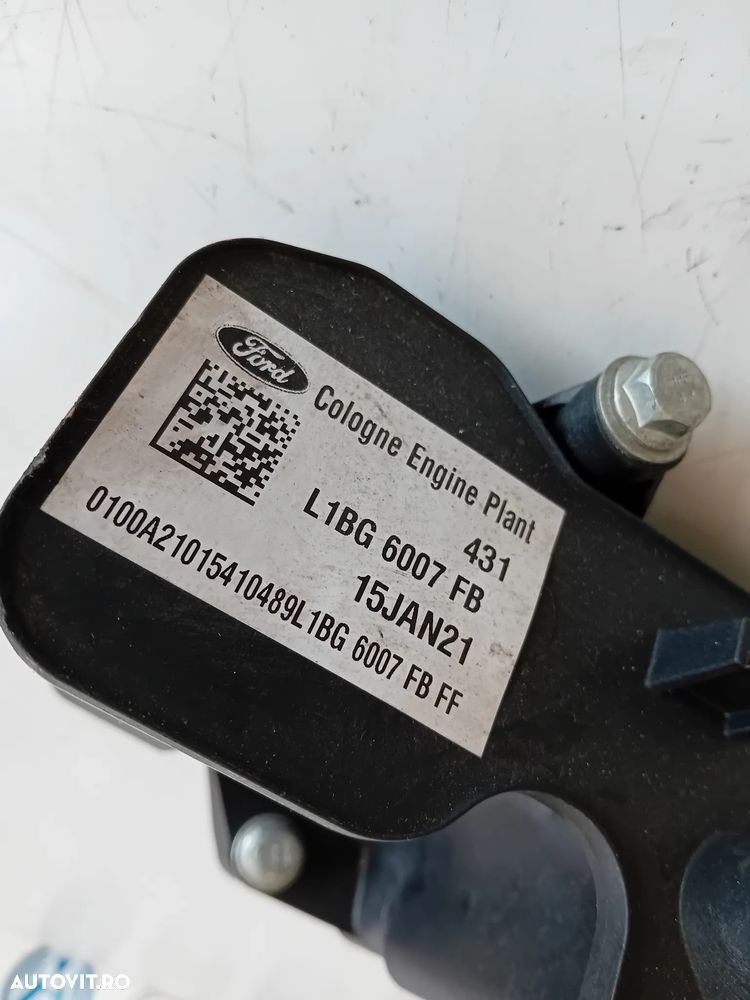 Ford
Cologne Engine Plant
431
L1BG 6007 FB
15JAN21
0100A21015410489L1BG 6007 FB FF
AUTOVIT.RO